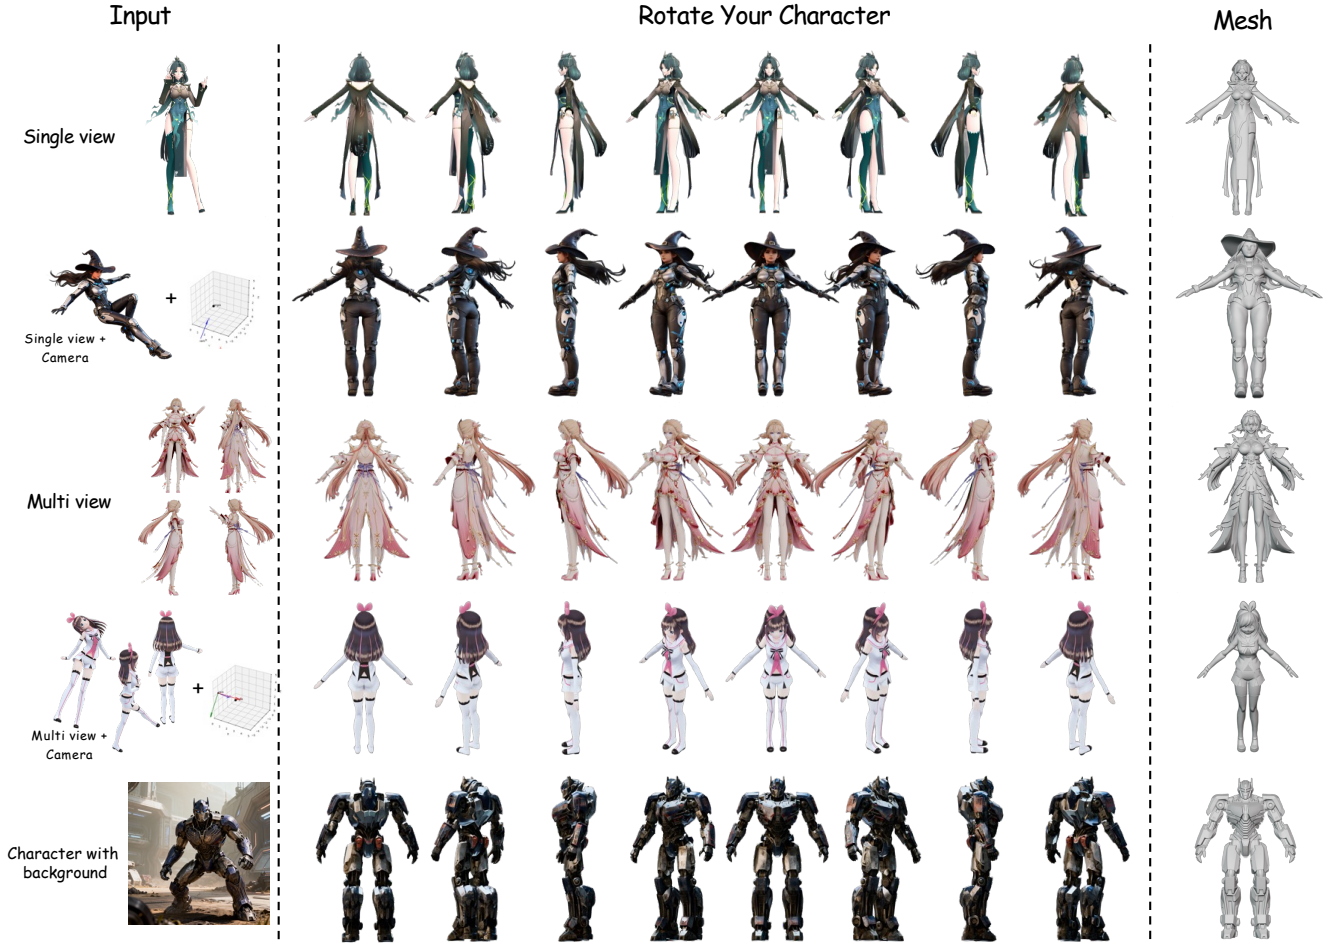 Input
Rotate Your Character
Mesh
Single view
+
Single view +
Camera
Multi view
+
Multi view +
Camera
Character with
background